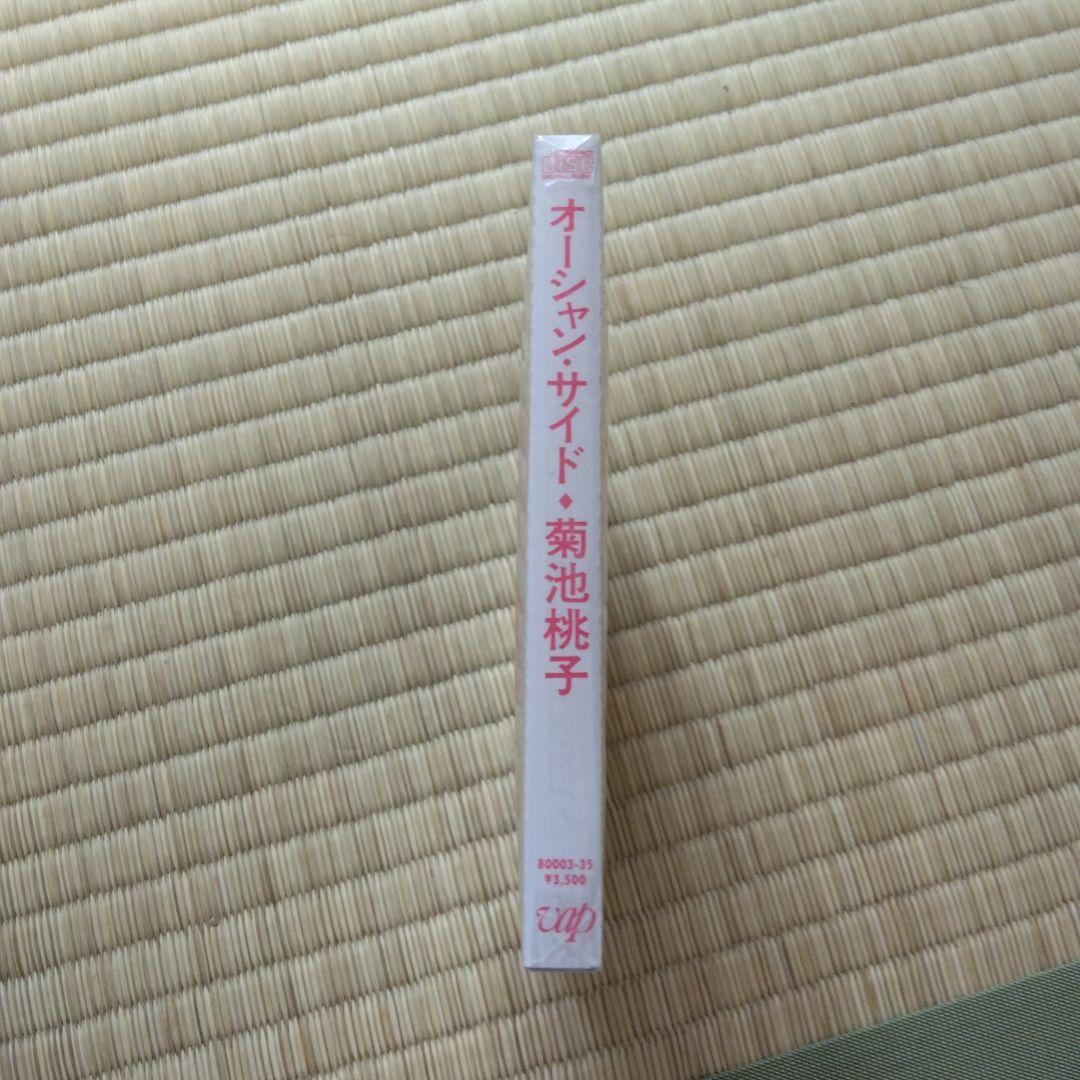 disc
オーシャン・サイド♦菊池桃子
80003-35
¥3,500
vap